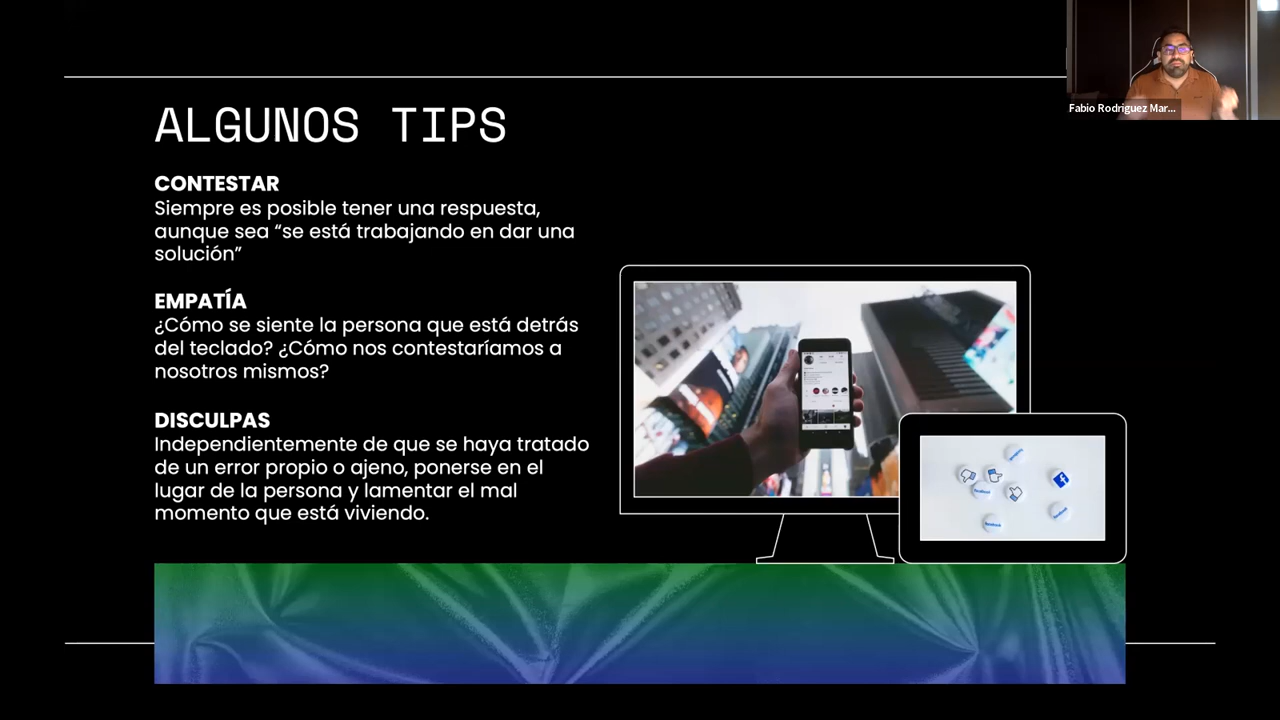 Fabio Rodriguez Mar...
ALGUNOS TIPS
CONTESTAR
Siempre es posible tener una respuesta,
aunque sea “se está trabajando en dar una
solución”
EMPATÍA
¿Cómo se siente la persona que está detrás
del teclado? ¿Cómo nos contestaríamos a
nosotros mismos?
DISCULPAS
Independientemente de que se haya tratado
de un error propio o ajeno, ponerse en el
lugar de la persona y lamentar el mal
momento que está viviendo.